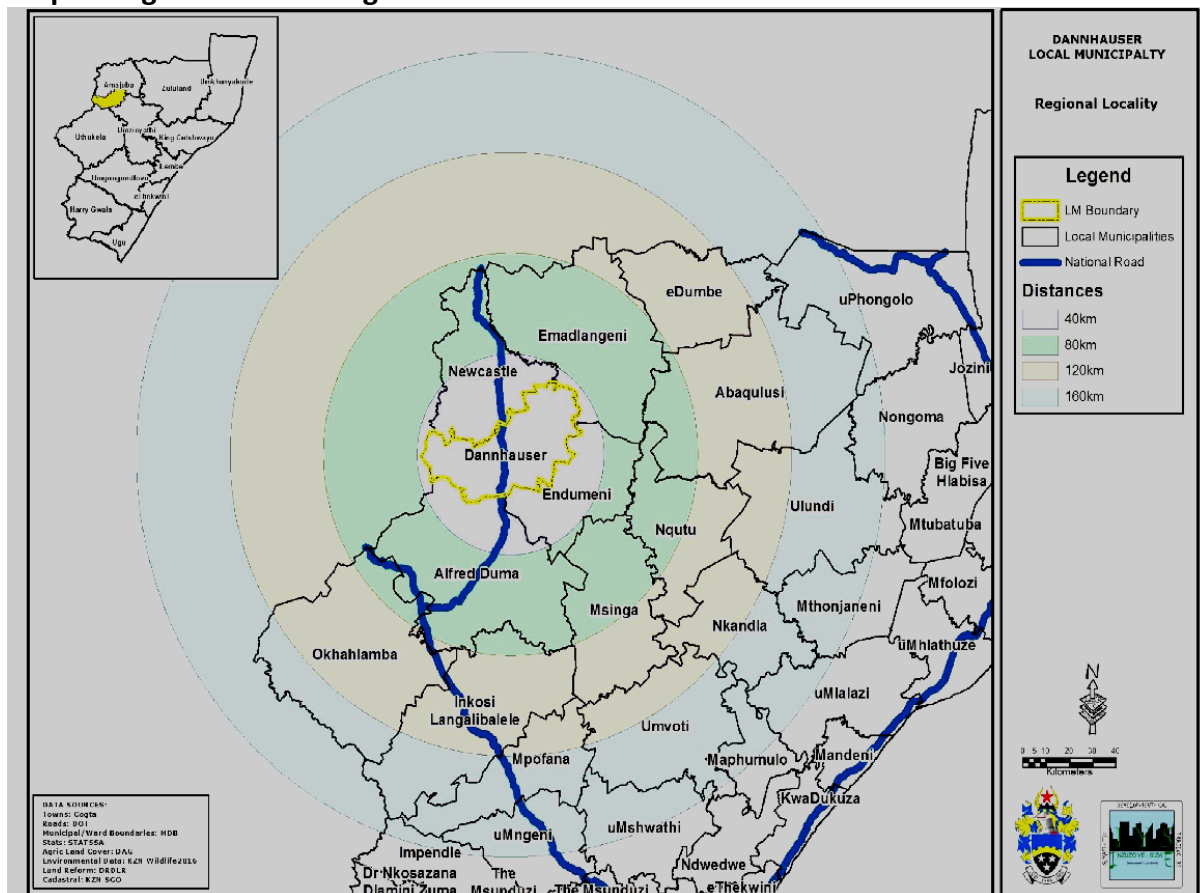 DANNHAUSER
LOCAL MUNICIPALTY
Regional Locality
Legend
LM Boundary
Local Municipalities
National Road
Distances
40km
80km
120km
160km
N
0 5 10 20 30 40
Kilometers
Amajuba
Zululand
Umkhanyakude
Uthukela
Umzinyathi
King Cetshwayo
iLembe
Umgungundlovu
eThekwini
Harry Gwala
Ugu
eDumbe
uPhongolo
Emadlangeni
Newcastle
Jozini
Abaqulusi
Nongoma
Dannhauser
Big Five
Hlabisa
Endumeni
Ulundi
Mtubatuba
Nqutu
Alfred Duma
Mfolozi
Msinga
Mthonjaneni
Nkandla
uMhlathuze
Okhahlamba
uMlalazi
Inkosi
Langalibalele
Umvoti
Mpofana
Maphumulo
Mandeni
KwaDukuza
uMngeni
uMshwathi
Impendle
Ndwedwe
Dr Nkosazana
Dlamini Zuma
The
Msunduzi
The Msunduzi
eThekwini
DATA SOURCES:
Towns: Cogta
Roads: DOT
Municipal/Ward Boundaries: MDB
Stats: STATSSA
Agric Land Cover: DAG
Environmental Data: KZN Wildlife2016
Land Reform: DRDLR
Cadastral: KZN SGO